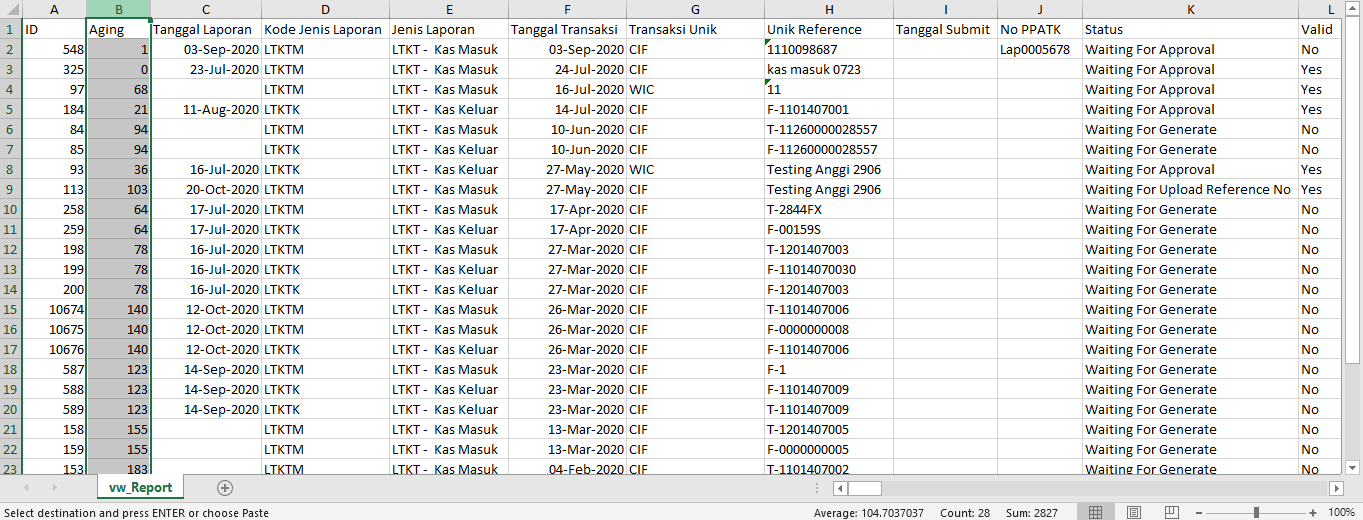 A B C D E F G H I J K L
1 ID Aging Tanggal Laporan Kode Jenis Laporan Jenis Laporan Tanggal Transaksi Transaksi Unik Unik Reference Tanggal Submit No PPATK Status Valid
2 548 1 03-Sep-2020 LTKTM LTKT - Kas Masuk 03-Sep-2020 CIF 1110098687 Lap0005678 Waiting For Approval No
3 325 0 23-Jul-2020 LTKTM LTKT - Kas Masuk 24-Jul-2020 CIF kas masuk 0723 Waiting For Approval Yes
4 97 68 LTKTM LTKT - Kas Masuk 16-Jul-2020 WIC 11 Waiting For Approval Yes
5 184 21 11-Aug-2020 LTKTK LTKT - Kas Keluar 14-Jul-2020 CIF F-1101407001 Waiting For Approval Yes
6 84 94 LTKTM LTKT - Kas Masuk 10-Jun-2020 CIF T-11260000028557 Waiting For Generate No
7 85 94 LTKTK LTKT - Kas Keluar 10-Jun-2020 CIF F-11260000028557 Waiting For Generate No
8 93 36 16-Jul-2020 LTKTK LTKT - Kas Keluar 27-May-2020 WIC Testing Anggi 2906 Waiting For Approval Yes
9 113 103 20-Oct-2020 LTKTM LTKT - Kas Masuk 27-May-2020 CIF Testing Anggi 2906 Waiting For Upload Reference No Yes
10 258 64 17-Jul-2020 LTKTM LTKT - Kas Masuk 17-Apr-2020 CIF T-2844FX Waiting For Generate No
11 259 64 17-Jul-2020 LTKTK LTKT - Kas Keluar 17-Apr-2020 CIF F-00159S Waiting For Generate No
12 198 78 16-Jul-2020 LTKTM LTKT - Kas Masuk 27-Mar-2020 CIF T-1201407003 Waiting For Generate No
13 199 78 16-Jul-2020 LTKTK LTKT - Kas Keluar 27-Mar-2020 CIF F-11014070030 Waiting For Generate No
14 200 78 16-Jul-2020 LTKTK LTKT - Kas Keluar 27-Mar-2020 CIF F-1201407003 Waiting For Generate No
15 10674 140 12-Oct-2020 LTKTM LTKT - Kas Masuk 26-Mar-2020 CIF T-1101407006 Waiting For Generate No
16 10675 140 12-Oct-2020 LTKTM LTKT - Kas Masuk 26-Mar-2020 CIF F-0000000008 Waiting For Generate No
17 10676 140 12-Oct-2020 LTKTK LTKT - Kas Keluar 26-Mar-2020 CIF F-1101407006 Waiting For Generate No
18 587 123 14-Sep-2020 LTKTM LTKT - Kas Masuk 23-Mar-2020 CIF F-1 Waiting For Generate No
19 588 123 14-Sep-2020 LTKTK LTKT - Kas Keluar 23-Mar-2020 CIF F-1101407009 Waiting For Generate No
20 589 123 14-Sep-2020 LTKTK LTKT - Kas Keluar 23-Mar-2020 CIF T-1101407009 Waiting For Generate No
21 158 155 LTKTM LTKT - Kas Masuk 13-Mar-2020 CIF T-1201407005 Waiting For Generate No
22 159 155 LTKTM LTKT - Kas Masuk 13-Mar-2020 CIF F-0000000005 Waiting For Generate No
23 153 183 LTKTM LTKT - Kas Masuk 04-Feb-2020 CIF T-1101407002 Waiting For Generate No
vw_Report
Select destination and press ENTER or choose Paste Average: 104.7037037 Count: 28 Sum: 2827 100%